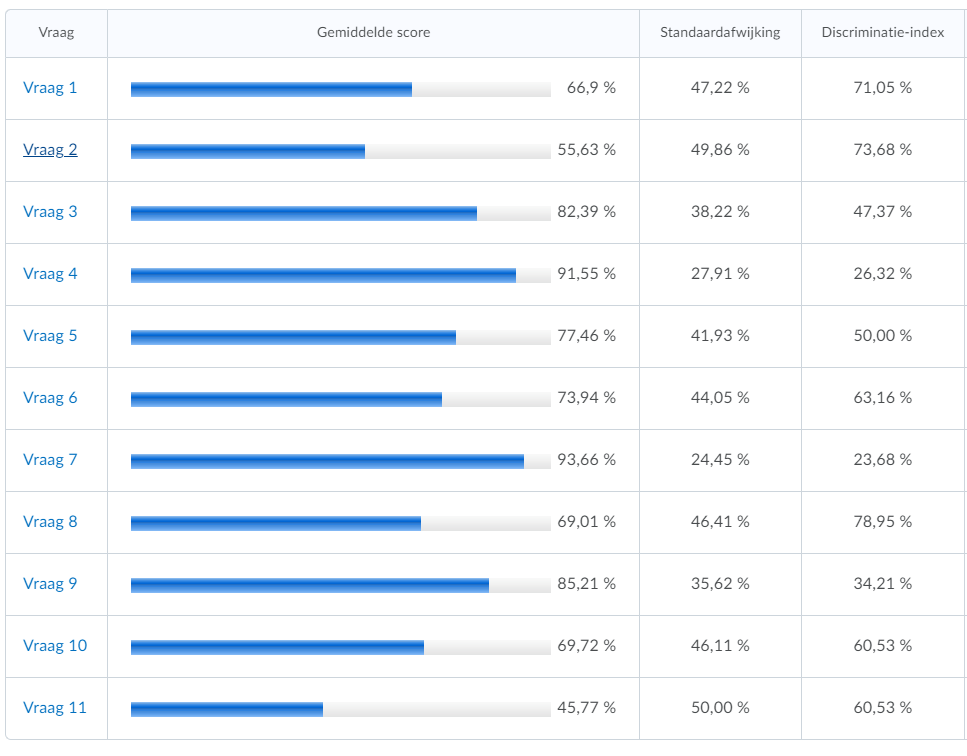 Vraag Gemiddelde score Standaardafwijking Discriminatie-index
Vraag 1 66,9 % 47,22 % 71,05 %
Vraag 2 55,63 % 49,86 % 73,68 %
Vraag 3 82,39 % 38,22 % 47,37 %
Vraag 4 91,55 % 27,91 % 26,32 %
Vraag 5 77,46 % 41,93 % 50,00 %
Vraag 6 73,94 % 44,05 % 63,16 %
Vraag 7 93,66 % 24,45 % 23,68 %
Vraag 8 69,01 % 46,41 % 78,95 %
Vraag 9 85,21 % 35,62 % 34,21 %
Vraag 10 69,72 % 46,11 % 60,53 %
Vraag 11 45,77 % 50,00 % 60,53 %